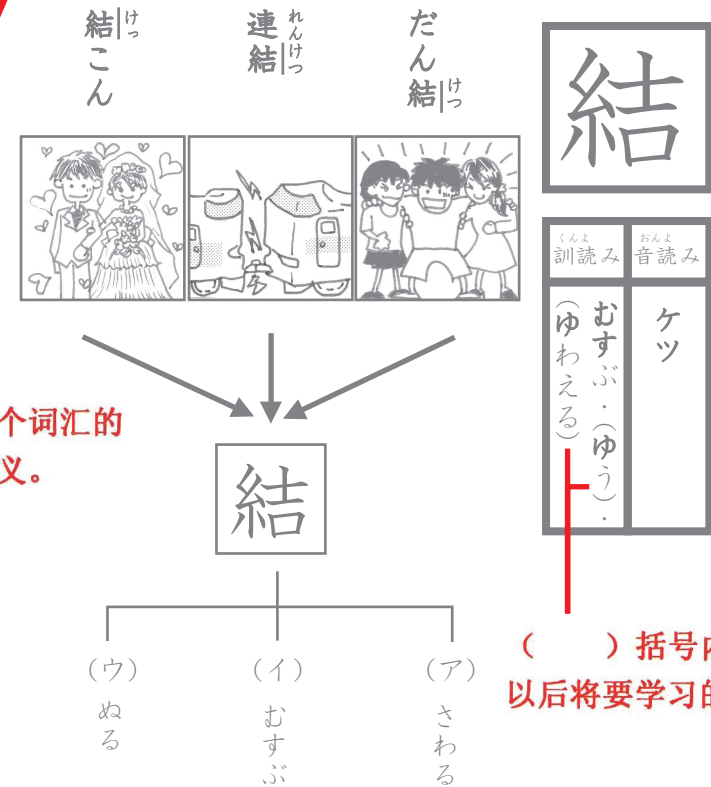 結
音読み
おんよ
ケツ
訓読み
くんよ
むすぶ・(ゆう)・
(ゆわえる)
だん結
けつ
連結
れんけつ
結こん
けっ
个词汇的
义。
結
(ア) さわる
(イ) むすぶ
(ウ) ぬる
( )括号内
以后将要学习的